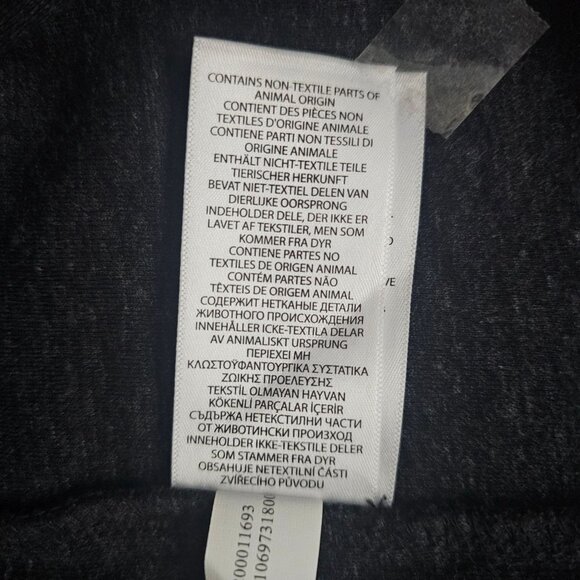 CONTAINS NON-TEXTILE PARTS OF
ANIMAL ORIGIN
CONTIENT DES PIÈCES NON
TEXTILES D'ORIGINE ANIMALE
CONTIENE PARTI NON TESSILI DI
ORIGINE ANIMALE
ENTHÄLT NICHT-TEXTILE TEILE
TIERISCHER HERKUNFT
BEVAT NIET-TEXTIEL DELEN VAN
DIERLIJKE OORSPRONG
INDEHOLDER DELE, DER IKKE ER
LAVET AF TEKSTILER, MEN SOM
KOMMER FRA DYR
CONTIENE PARTES NO
TEXTILES DE ORIGEN ANIMAL
CONTÉM PARTES NÃO
TÊXTEIS DE ORIGEM ANIMAL
СОДЕРЖИТ НЕТКАНЫЕ ДЕТАЛИ
ЖИВОТНОГО ПРОИСХОЖДЕНИЯ
INNEHÅLLER ICKE-TEXTILA DELAR
AV ANIMALISKT URSPRUNG
ΠΕΡΙΕΧΕΙ ΜΗ
ΚΛΩΣΤΟΫΦΑΝΤΟΥΡΓΙΚΑ ΣΥΣΤΑΤΙΚΑ
ΖΩΙΚΗΣ ΠΡΟΕΛΕΥΣΗΣ
TEKSTİL OLMAYAN HAYVAN
KÖKENLİ PARÇALAR İÇERİR
СЪДЪРЖА НЕТЕКСТИЛНИ ЧАСТИ
ОТ ЖИВОТИНСКИ ПРОИЗХОД
INNEHOLDER IKKE-TEKSTILE DELER
SOM STAMMER FRA DYR
OBSAHUJE NETEXTILNÍ ČÁSTI
ZVÍŘECÍHO PŮVODU
VE
00011693
1069731800